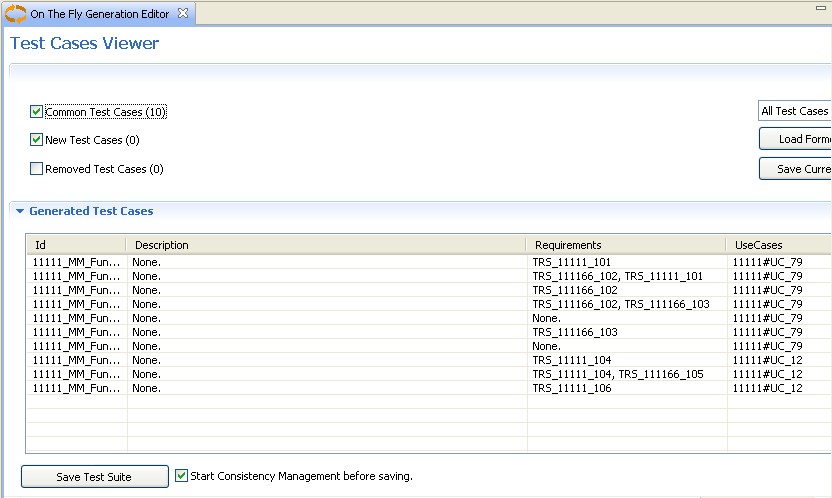 On The Fly Generation Editor
Test Cases Viewer
Common Test Cases (10)
All Test Cases
New Test Cases (0)
Load Form
Removed Test Cases (0)
Save Curre
Generated Test Cases
Id Description Requirements UseCases
11111_MM_Fun... None. TRS_11111_101 11111#UC_79
11111_MM_Fun... None. TRS_111166_102, TRS_11111_101 11111#UC_79
11111_MM_Fun... None. TRS_111166_102 11111#UC_79
11111_MM_Fun... None. TRS_111166_102, TRS_111166_103 11111#UC_79
11111_MM_Fun... None. None. 11111#UC_79
11111_MM_Fun... None. TRS_111166_103 11111#UC_79
11111_MM_Fun... None. None. 11111#UC_79
11111_MM_Fun... None. TRS_11111_104 11111#UC_12
11111_MM_Fun... None. TRS_11111_104, TRS_111166_105 11111#UC_12
11111_MM_Fun... None. TRS_11111_106 11111#UC_12
Save Test Suite
Start Consistency Management before saving.